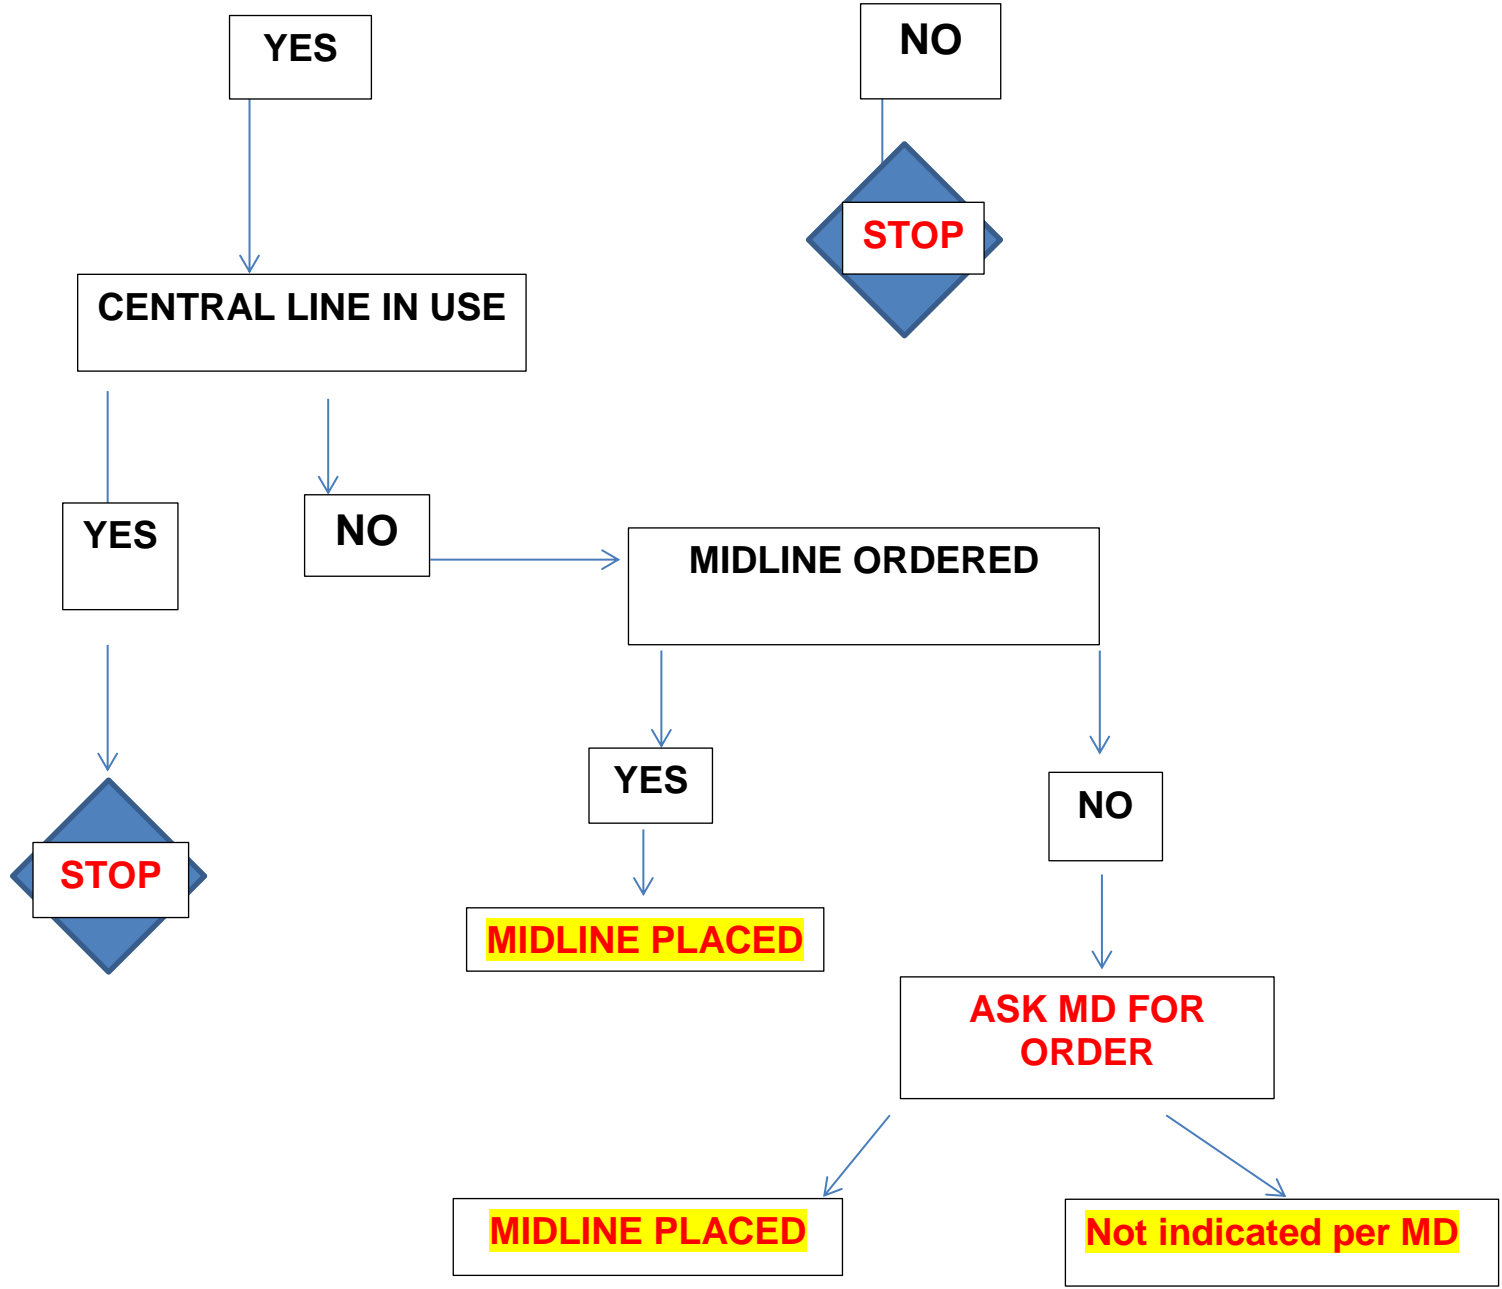 YES
NO
STOP
CENTRAL LINE IN USE
YES
NO
MIDLINE ORDERED
YES
NO
STOP
MIDLINE PLACED
ASK MD FOR
ORDER
MIDLINE PLACED
Not indicated per MD